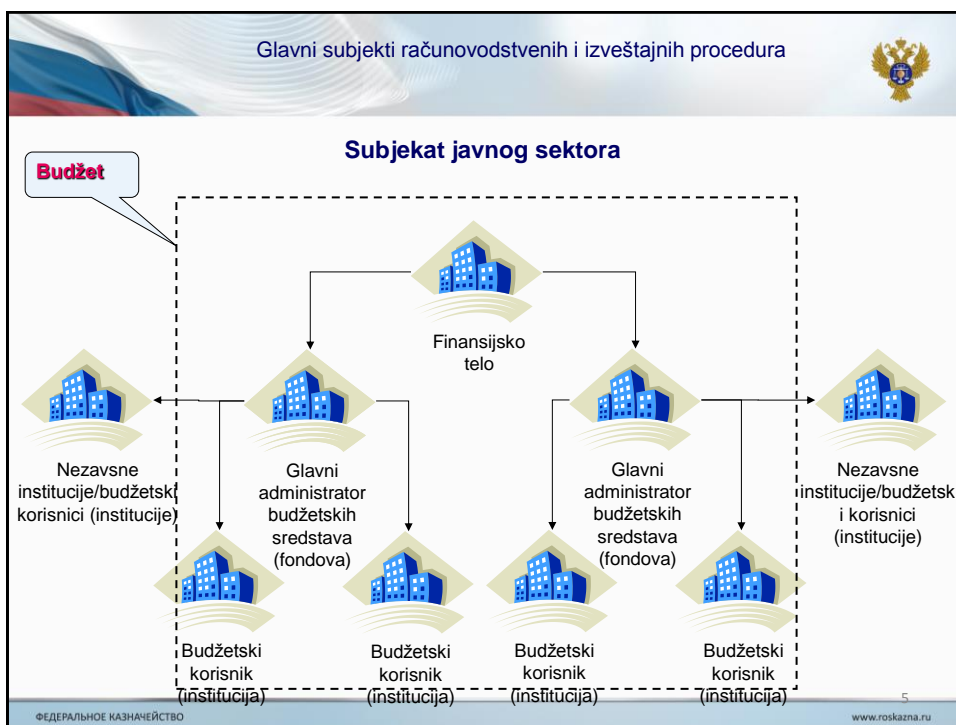 Glavni subjekti računovodstvenih i izveštajnih procedura
Subjekat javnog sektora
Budžet
Finansijsko
telo
Nezavsne
institucije/budžetski
korisnici (institucije)
Glavni
administrator
budžetskih
sredstava
(fondova)
Glavni
administrator
budžetskih
sredstava
(fondova)
Nezavsne
institucije/budžetsk
i korisnici
(institucije)
Budžetski
korisnik
(institucija)
Budžetski
korisnik
(institucija)
Budžetski
korisnik
(institucija)
Budžetski
korisnik
(institucija)
5
ФЕДЕРАЛЬНОЕ КАЗНАЧЕЙСТВО
www.roskazna.ru